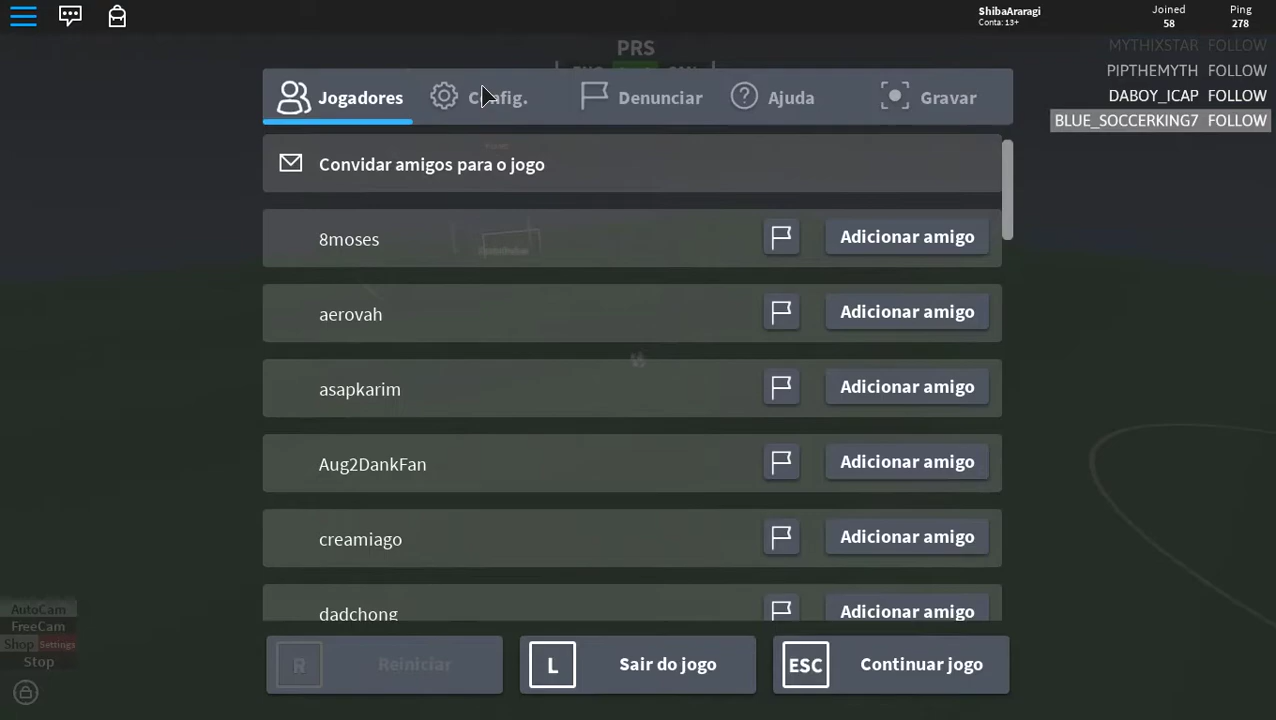 ShibaAraragi
Conta: 13+
Joined
58
Ping
278
PRS
MYTHIXSTAR FOLLOW
PIPTHEMYTH FOLLOW
DABOY_ICAP FOLLOW
BLUE_SOCCERKING7 FOLLOW
Jogadores
Denunciar
Ajuda
Gravar
Convidar amigos para o jogo
8moses Adicionar amigo
aerovah Adicionar amigo
asapkarim Adicionar amigo
Aug2DankFan Adicionar amigo
creamiago Adicionar amigo
dadchong Adicionar amigo
AutoCam
FreeCam
Shop Settings
Stop
R Reiniciar
L Sair do jogo
ESC Continuar jogo